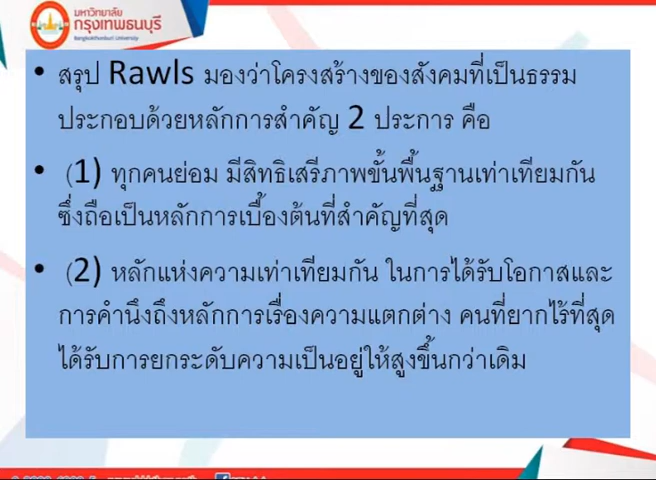 มหาวิทยาลัย
กรุงเทพธนบุรี
Bangkokthonburi University
• สรุป Rawls มองว่าโครงสร้างของสังคมที่เป็นธรรม
ประกอบด้วยหลักการสำคัญ 2 ประการ คือ
• (1) ทุกคนย่อม มีสิทธิเสรีภาพขั้นพื้นฐานเท่าเทียมกัน
ซึ่งถือเป็นหลักการเบื้องต้นที่สำคัญที่สุด
• (2) หลักแห่งความเท่าเทียมกัน ในการได้รับโอกาสและ
การคำนึงถึงหลักการเรื่องความแตกต่าง คนที่ยากไร้ที่สุด
ได้รับการยกระดับความเป็นอยู่ให้สูงขึ้นกว่าเดิม